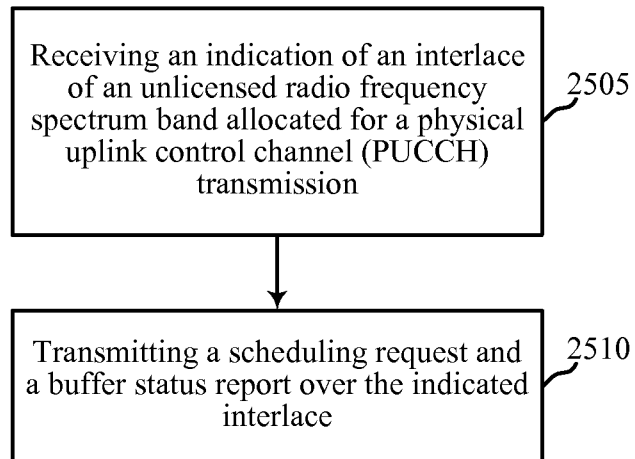 Receiving an indication of an interlace
of an unlicensed radio frequency
spectrum band allocated for a physical
uplink control channel (PUCCH)
transmission
2505
Transmitting a scheduling request and
a buffer status report over the indicated
interlace
2510